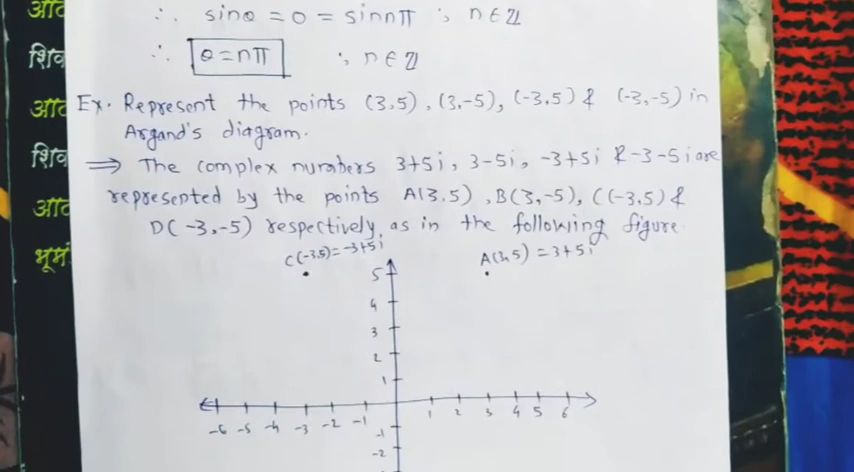 ∴ sinθ = 0 = sin nπ ; n ∈ ℤ
∴ θ = nπ ; n ∈ ℤ
Ex. Represent the points (3,5), (3,-5), (-3,5) & (-3,-5) in
Argand's diagram.
⇒ The complex numbers 3+5i, 3-5i, -3+5i & -3-5i are
represented by the points A(3,5), B(3,-5), C(-3,5) &
D(-3,-5) respectively, as in the following figure.
C(-3,5) = -3+5i A(3,5) = 3+5i
5
4
3
2
1
-6 -5 -4 -3 -2 -1 1 2 3 4 5 6
-1
-2
शिव
शिव
भूमं